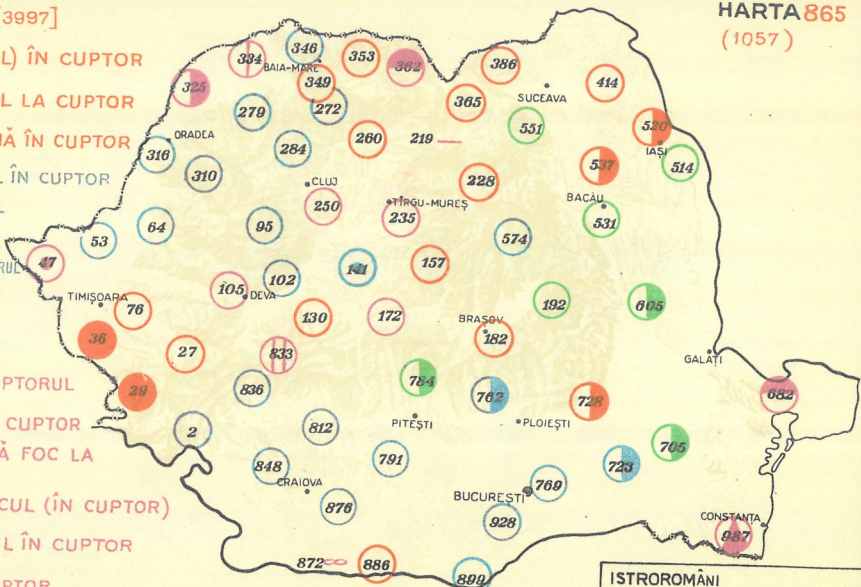 3997]
HARTA 865
(1057)
L) ÎN CUPTOR
L LA CUPTOR
Ă ÎN CUPTOR
ÎN CUPTOR
RUL
PTORUL
CUPTOR
Ă FOC LA
CUL (ÎN CUPTOR)
L ÎN CUPTOR
PTOR
334
346
353
362
386
BAIA-MARE
325
349
365
SUCEAVA
414
279
272
551
520
ORADEA
260
219
IAȘI
316
284
537
514
310
CLUJ
228
250
TÎRGU-MUREȘ
BACĂU
235
531
53
64
95
574
47
141
157
105
DEVA
102
TIMIȘOARA
76
130
172
192
605
36
BRAȘOV
182
27
833
GALAȚI
29
836
784
762
728
682
2
812
PITEȘTI
PLOIEȘTI
705
848
791
723
CRAIOVA
876
BUCUREȘTI
769
928
CONSTANȚA
987
872
886
899
ISTROROMÂNI